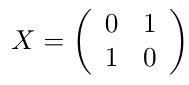 X = ( 0 1
1 0 )